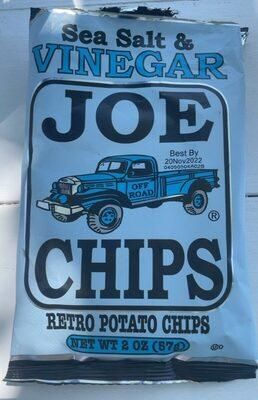 Sea Salt &
VINEGAR
JOE
Best By
20Nov2022
OFF
ROAD
®
CHIPS
RETRO POTATO CHIPS
NET WT 2 OZ (57g)